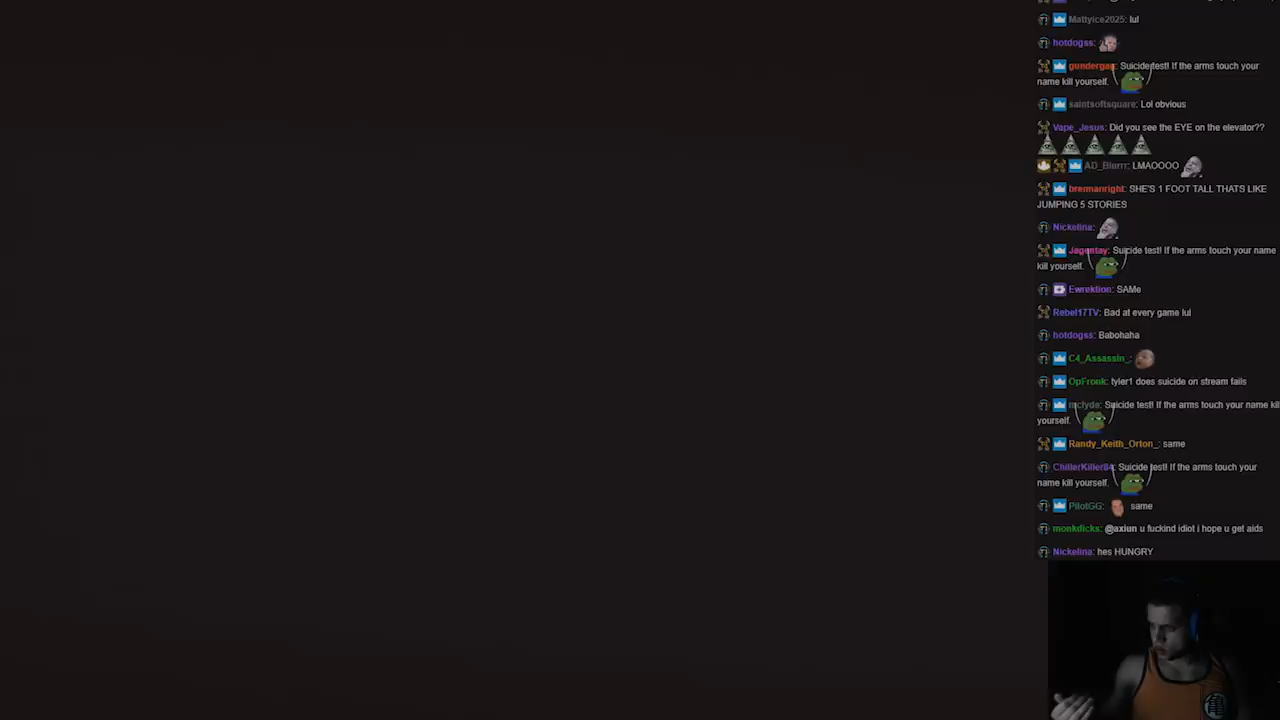 Mattyice2025: lul
hotdogss:
gundergag: Suicide test! If the arms touch your
name kill yourself.
saintsoftsquare: Lol obvious
Vape_Jesus: Did you see the EYE on the elevator??
AD_Blurrr: LMAOOOO
brennanright: SHE'S 1 FOOT TALL THATS LIKE
JUMPING 5 STORIES
Nickelina:
Jagentay: Suicide test! If the arms touch your name
kill yourself.
Ewrektion: SAMe
Rebel17TV: Bad at every game lul
hotdogss: Babohaha
C4_Assassin_:
OpFronk: tyler1 does suicide on stream fails
mclyde: Suicide test! If the arms touch your name kill
yourself.
Randy_Keith_Orton_: same
ChillerKiller84: Suicide test! If the arms touch your
name kill yourself.
PilotGG: same
monkdicks: @axiun u fuckind idiot i hope u get aids
Nickelina: hes HUNGRY